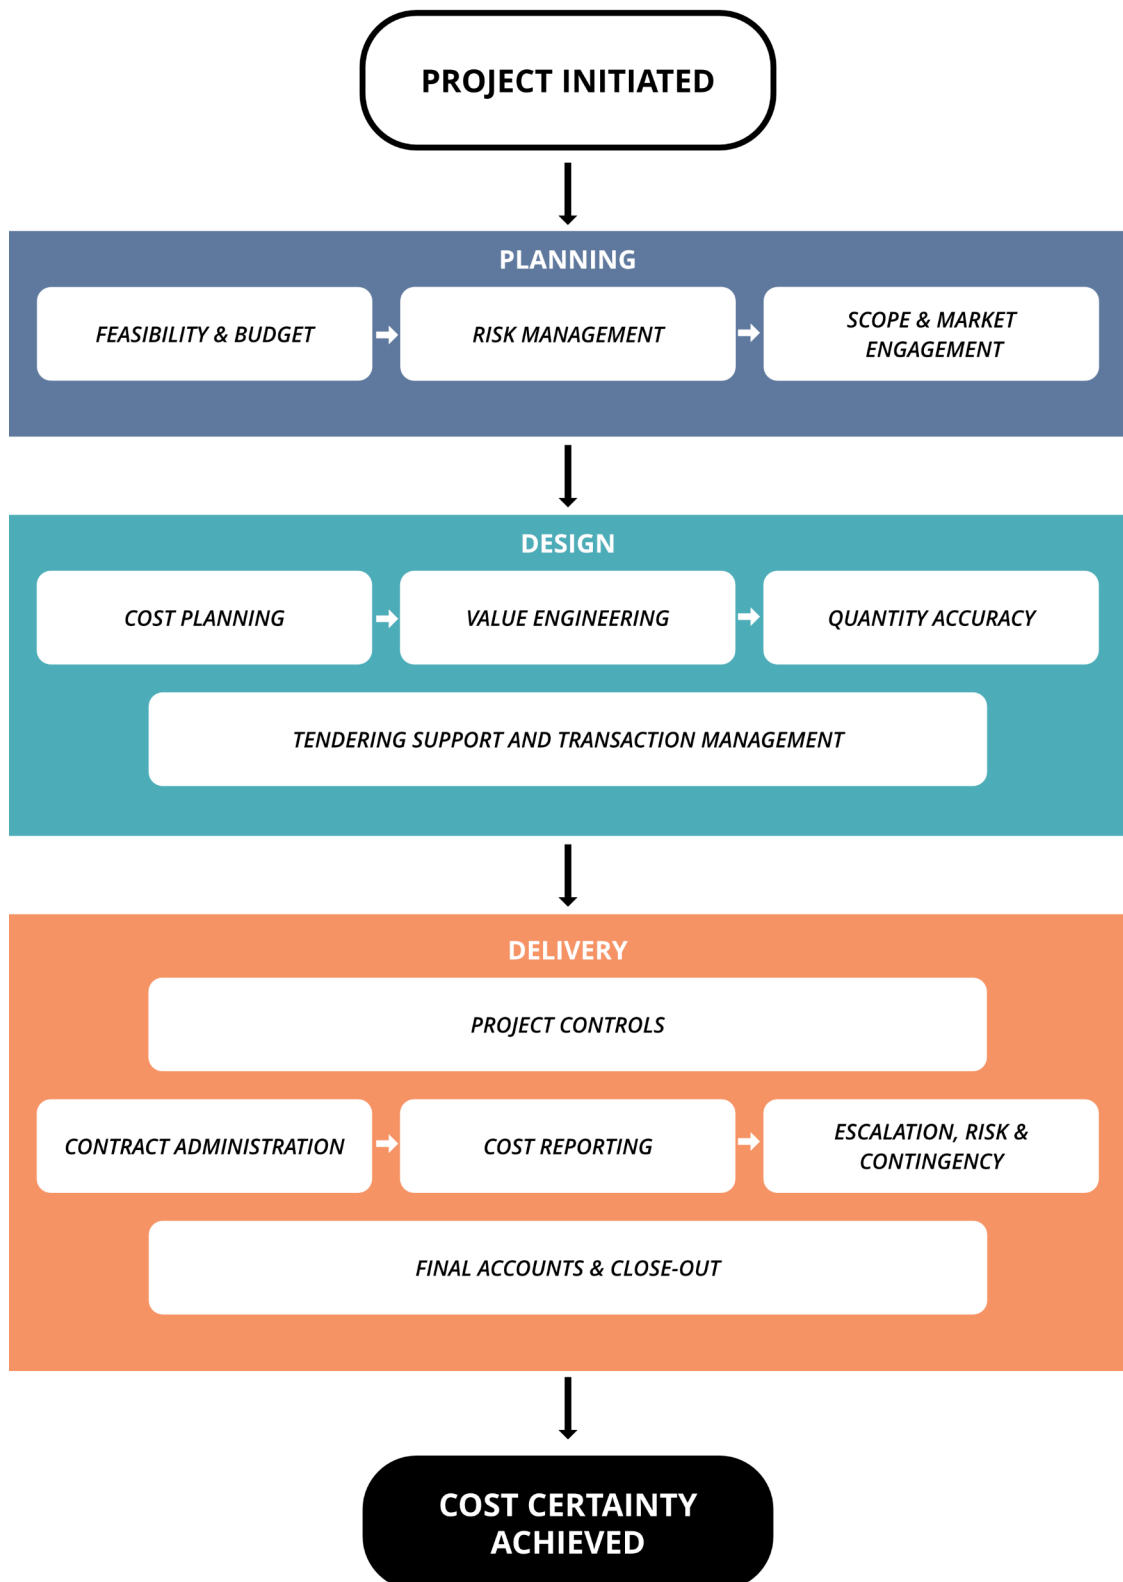 PROJECT INITIATED
PLANNING
FEASIBILITY & BUDGET
RISK MANAGEMENT
SCOPE & MARKET
ENGAGEMENT
DESIGN
COST PLANNING
VALUE ENGINEERING
QUANTITY ACCURACY
TENDERING SUPPORT AND TRANSACTION MANAGEMENT
DELIVERY
PROJECT CONTROLS
CONTRACT ADMINISTRATION
COST REPORTING
ESCALATION, RISK &
CONTINGENCY
FINAL ACCOUNTS & CLOSE-OUT
COST CERTAINTY
ACHIEVED